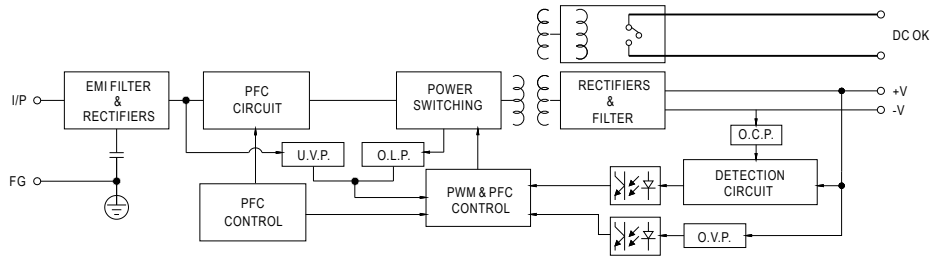 DC OK
I/P
EMI FILTER
&
RECTIFIERS
PFC
CIRCUIT
POWER
SWITCHING
RECTIFIERS
&
FILTER
+V
-V
O.C.P.
U.V.P.
O.L.P.
DETECTION
CIRCUIT
FG
PFC
CONTROL
PWM & PFC
CONTROL
O.V.P.